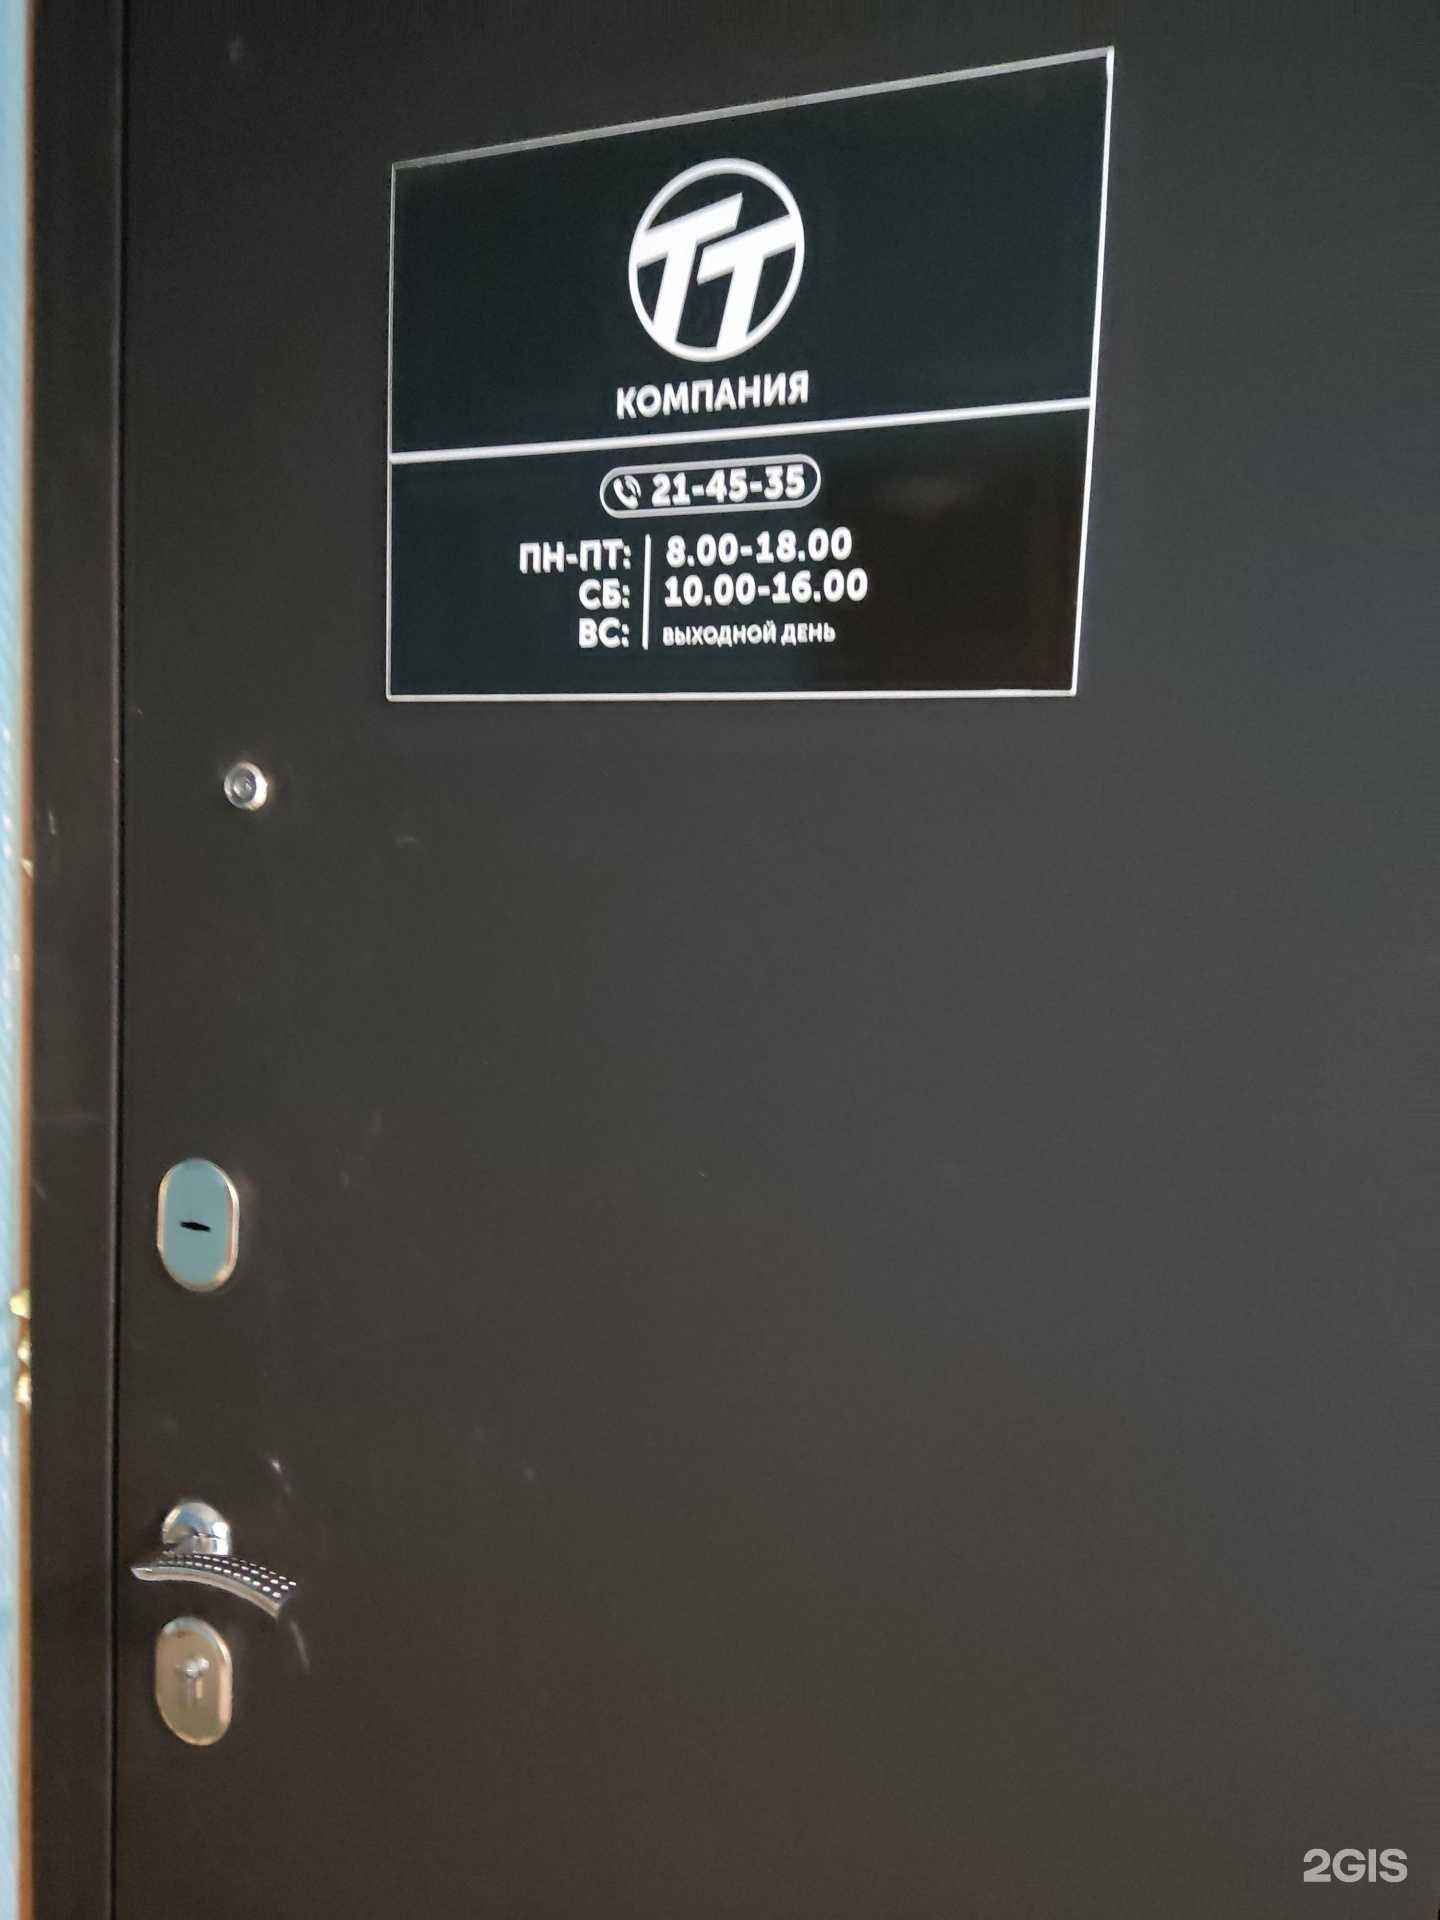 ТТ
КОМПАНИЯ
21-45-35
ПН-ПТ: 8.00-18.00
СБ: 10.00-16.00
ВС: ВЫХОДНОЙ ДЕНЬ
2GIS